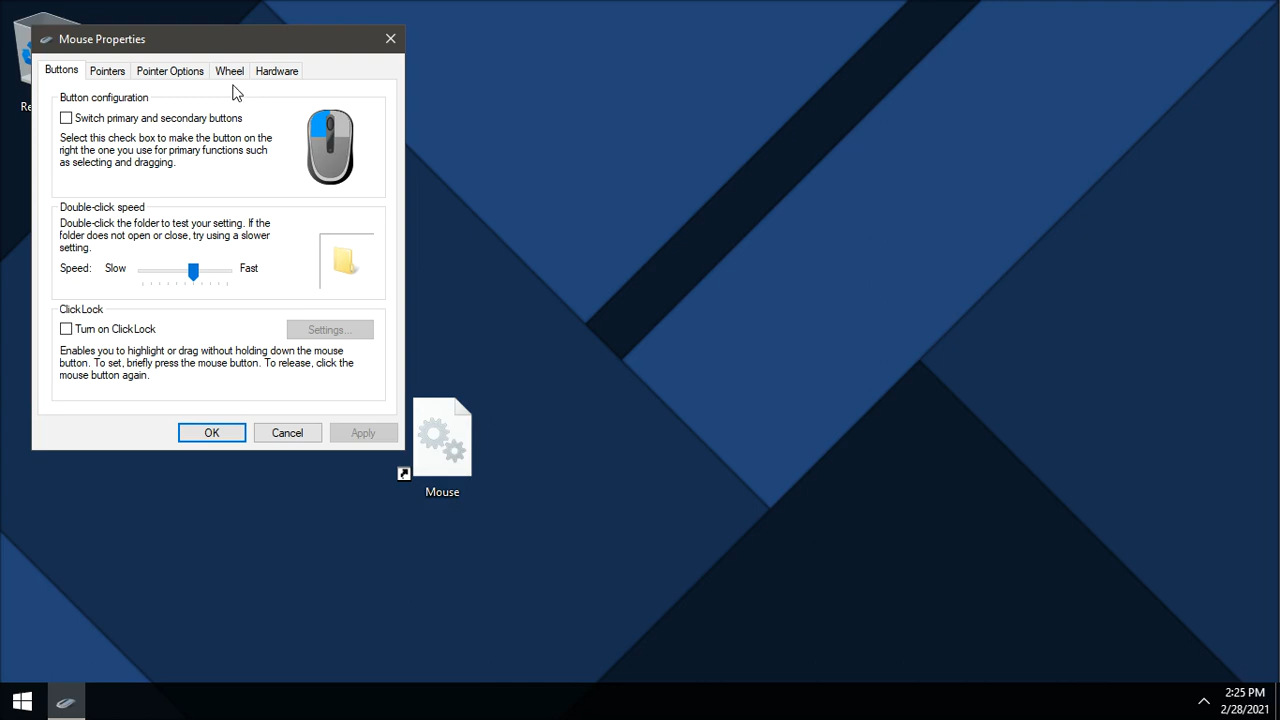 Mouse Properties
Buttons Pointers Pointer Options Wheel Hardware
Button configuration
Switch primary and secondary buttons
Select this check box to make the button on the
right the one you use for primary functions such
as selecting and dragging.
Double-click speed
Double-click the folder to test your setting. If the
folder does not open or close, try using a slower
setting.
Speed: Slow Fast
ClickLock
Turn on ClickLock Settings...
Enables you to highlight or drag without holding down the mouse
button. To set, briefly press the mouse button. To release, click the
mouse button again.
OK Cancel Apply
Mouse
2:25 PM
2/28/2021